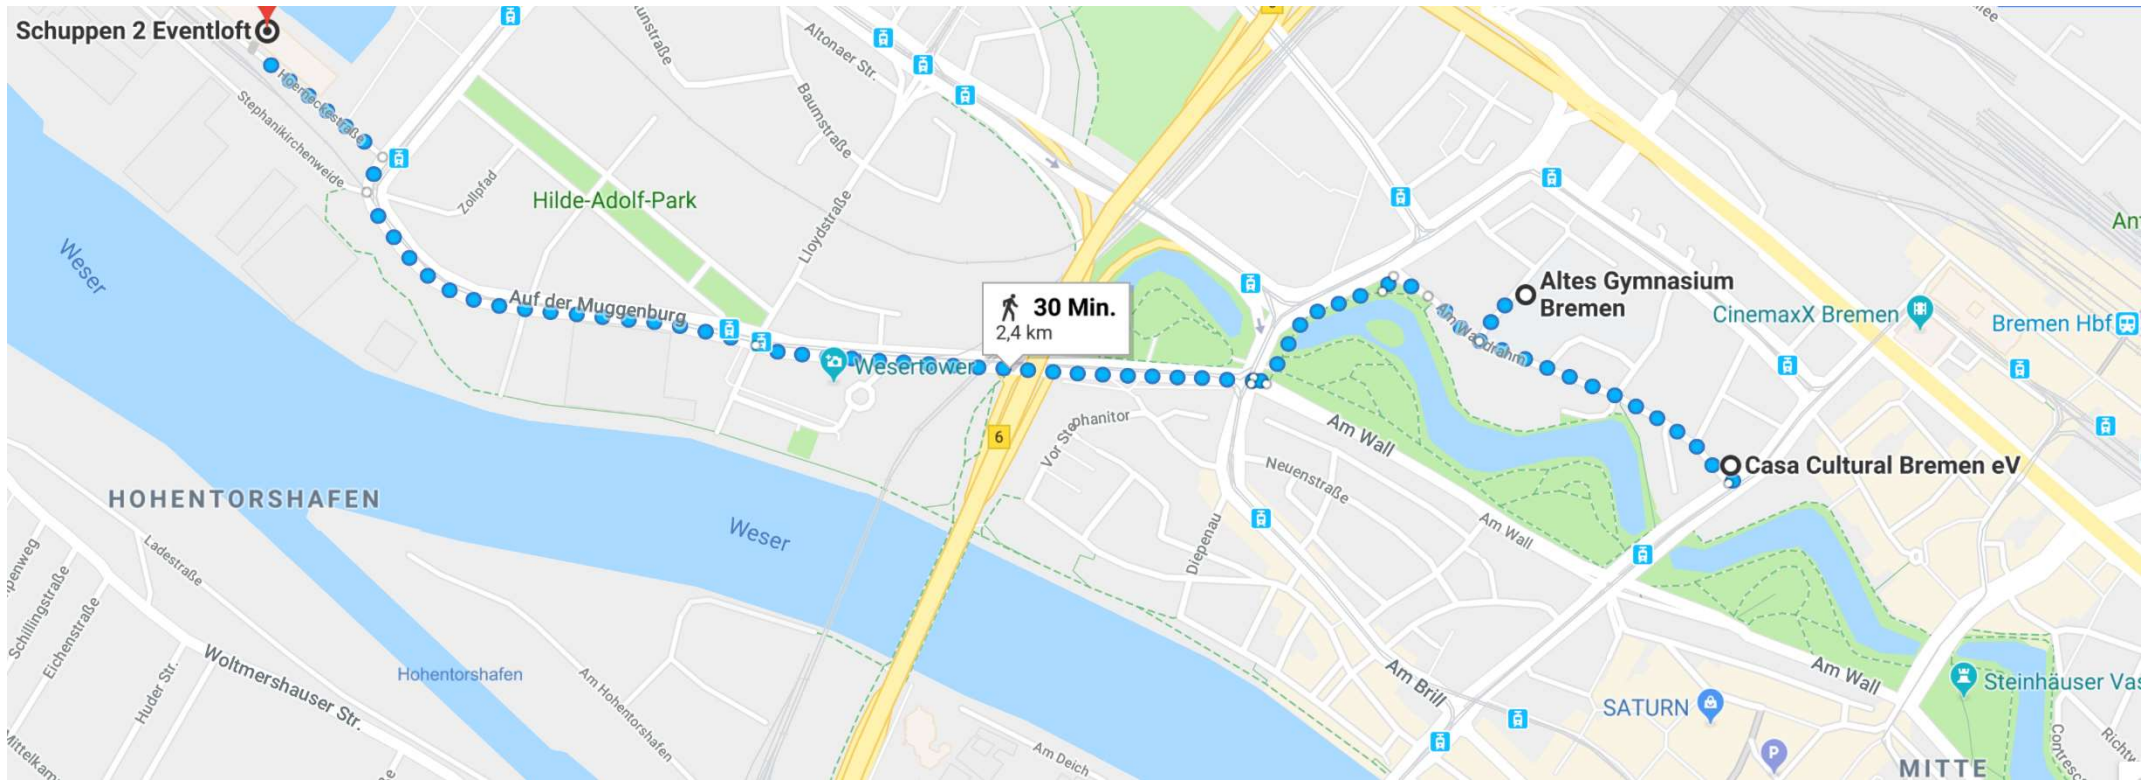 Schuppen 2 Eventloft
Hoerneckestraße
Stephanikirchenweide
Zollpfad
Hilde-Adolf-Park
Altonaer Str.
Baumstraße
Lloydstraße
Auf der Muggenburg
Wesertower
30 Min.
2,4 km
6
Altes Gymnasium
Bremen
Am Wandrahm
CinemaxX Bremen
Bremen Hbf
Casa Cultural Bremen eV
Weser
Weser
HOHENTORSHAFEN
Hohentorshafen
Ladestraße
Schillingstraße
Eichenstraße
Huder Str.
Woltmershauser Str.
Am Hohentorshafen
Am Deich
Diepenau
Neuenstraße
Am Wall
Am Wall
Am Wall
Am Brill
SATURN
P
MITTE
Steinhäuser Vas